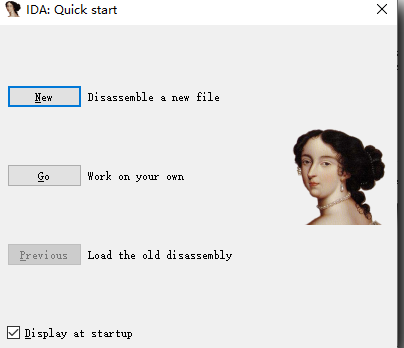 IDA: Quick start
New Disassemble a new file
Go Work on your own
Previous Load the old disassembly
Display at startup